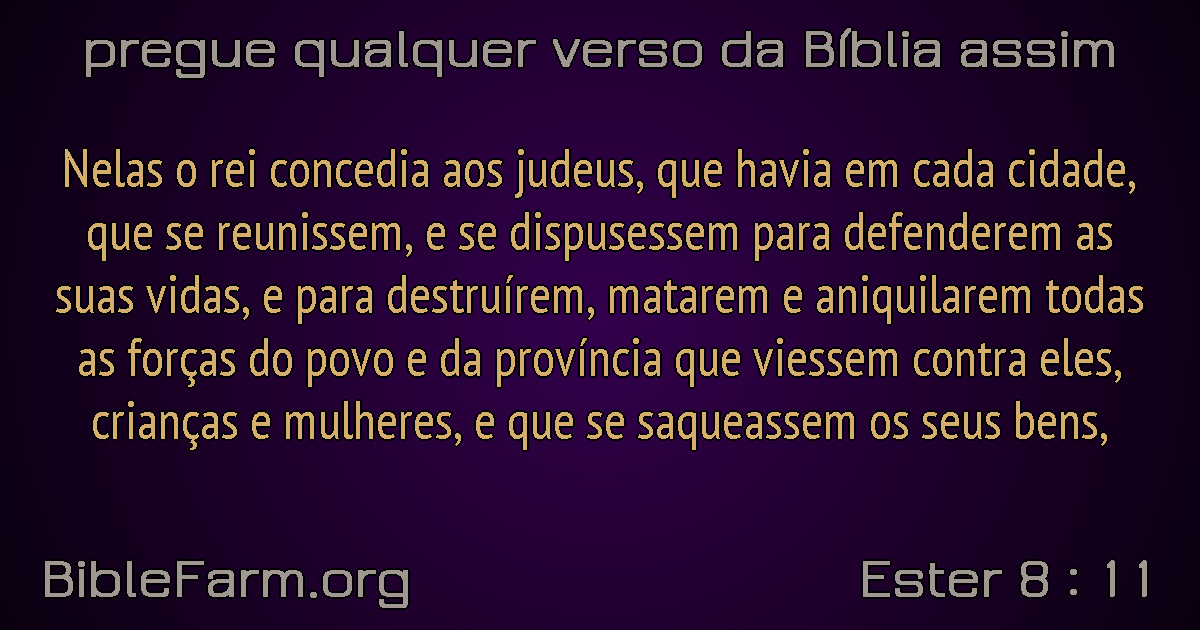 pregue qualquer verso da Bíblia assim
Nelas o rei concedia aos judeus, que havia em cada cidade,
que se reunissem, e se dispusessem para defenderem as
suas vidas, e para destruírem, matarem e aniquilarem todas
as forças do povo e da província que viessem contra eles,
crianças e mulheres, e que se saqueassem os seus bens,
BibleFarm.org
Ester 8 : 11